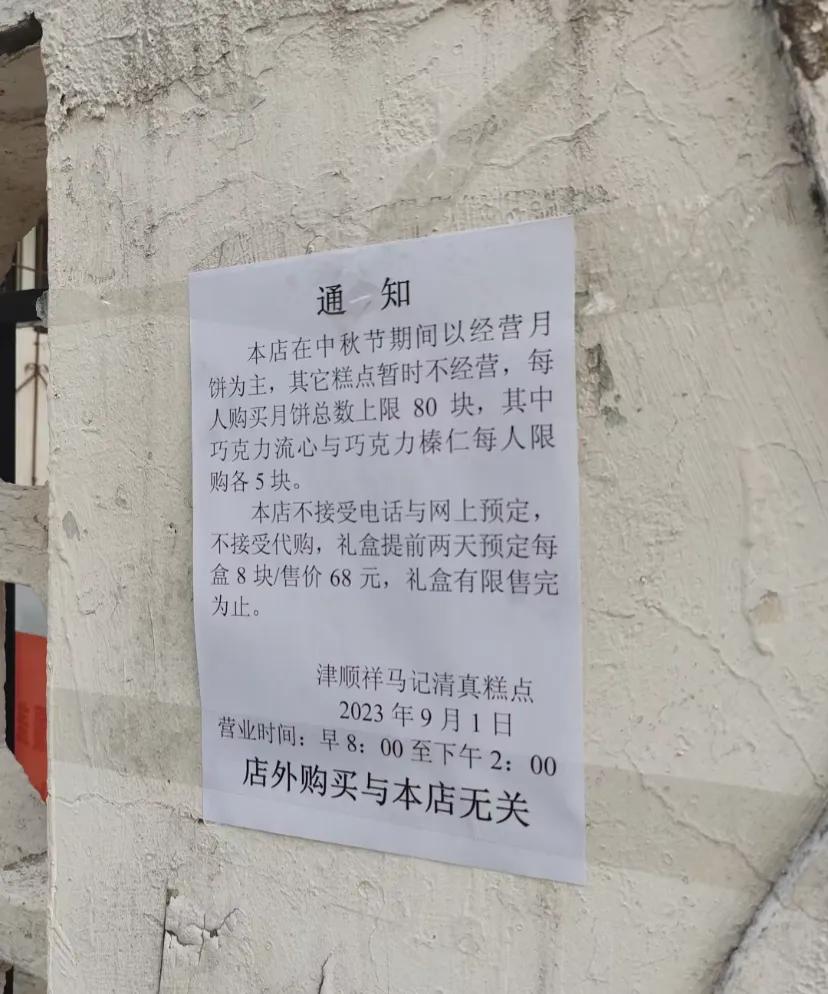 通 知
本店在中秋节期间以经营月
饼为主，其它糕点暂时不经营，每
人购买月饼总数上限 80 块，其中
巧克力流心与巧克力榛仁每人限
购各 5 块。
本店不接受电话与网上预定，
不接受代购，礼盒提前两天预定每
盒 8 块/售价 68 元，礼盒有限售完
为止。
津顺祥马记清真糕点
2023 年 9 月 1 日
营业时间：早 8：00 至下午 2：00
店外购买与本店无关